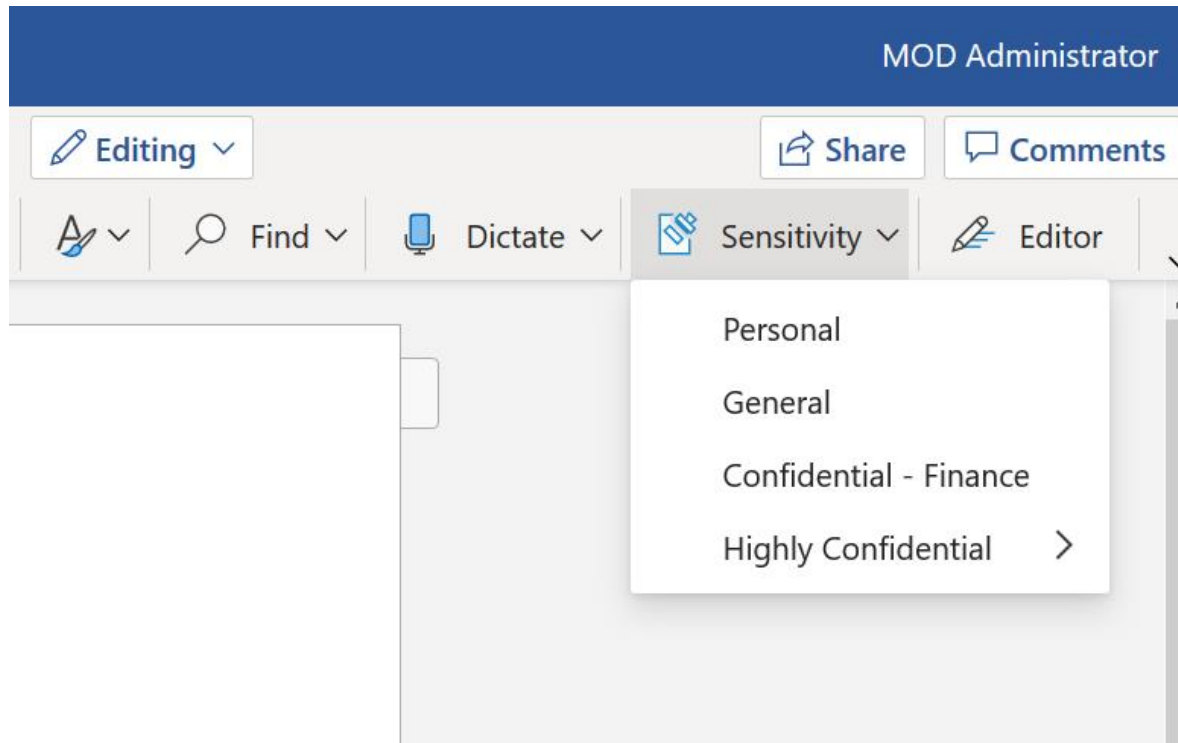 MOD Administrator
Editing
Share
Comments
Find
Dictate
Sensitivity
Editor
Personal
General
Confidential - Finance
Highly Confidential